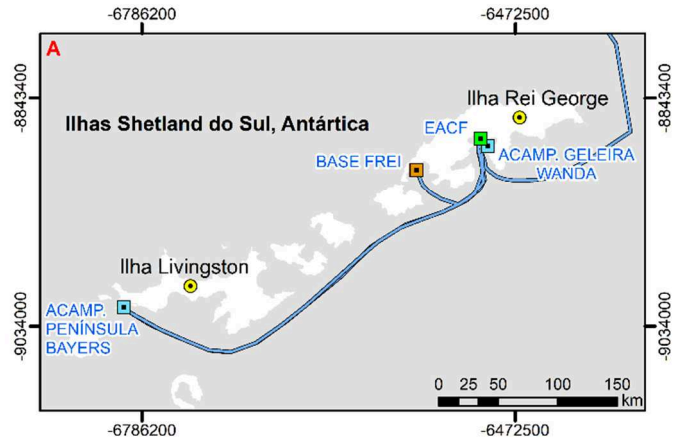 -6786200
-6472500
A
-8843400
-8843400
Ilha Rei George
Ilhas Shetland do Sul, Antártica
EACF
BASE FREI
ACAMP. GELEIRA
WANDA
Ilha Livingston
ACAMP.
PENÍNSULA
BAYERS
-9034000
-9034000
0 25 50 100 150
km
-6786200
-6472500